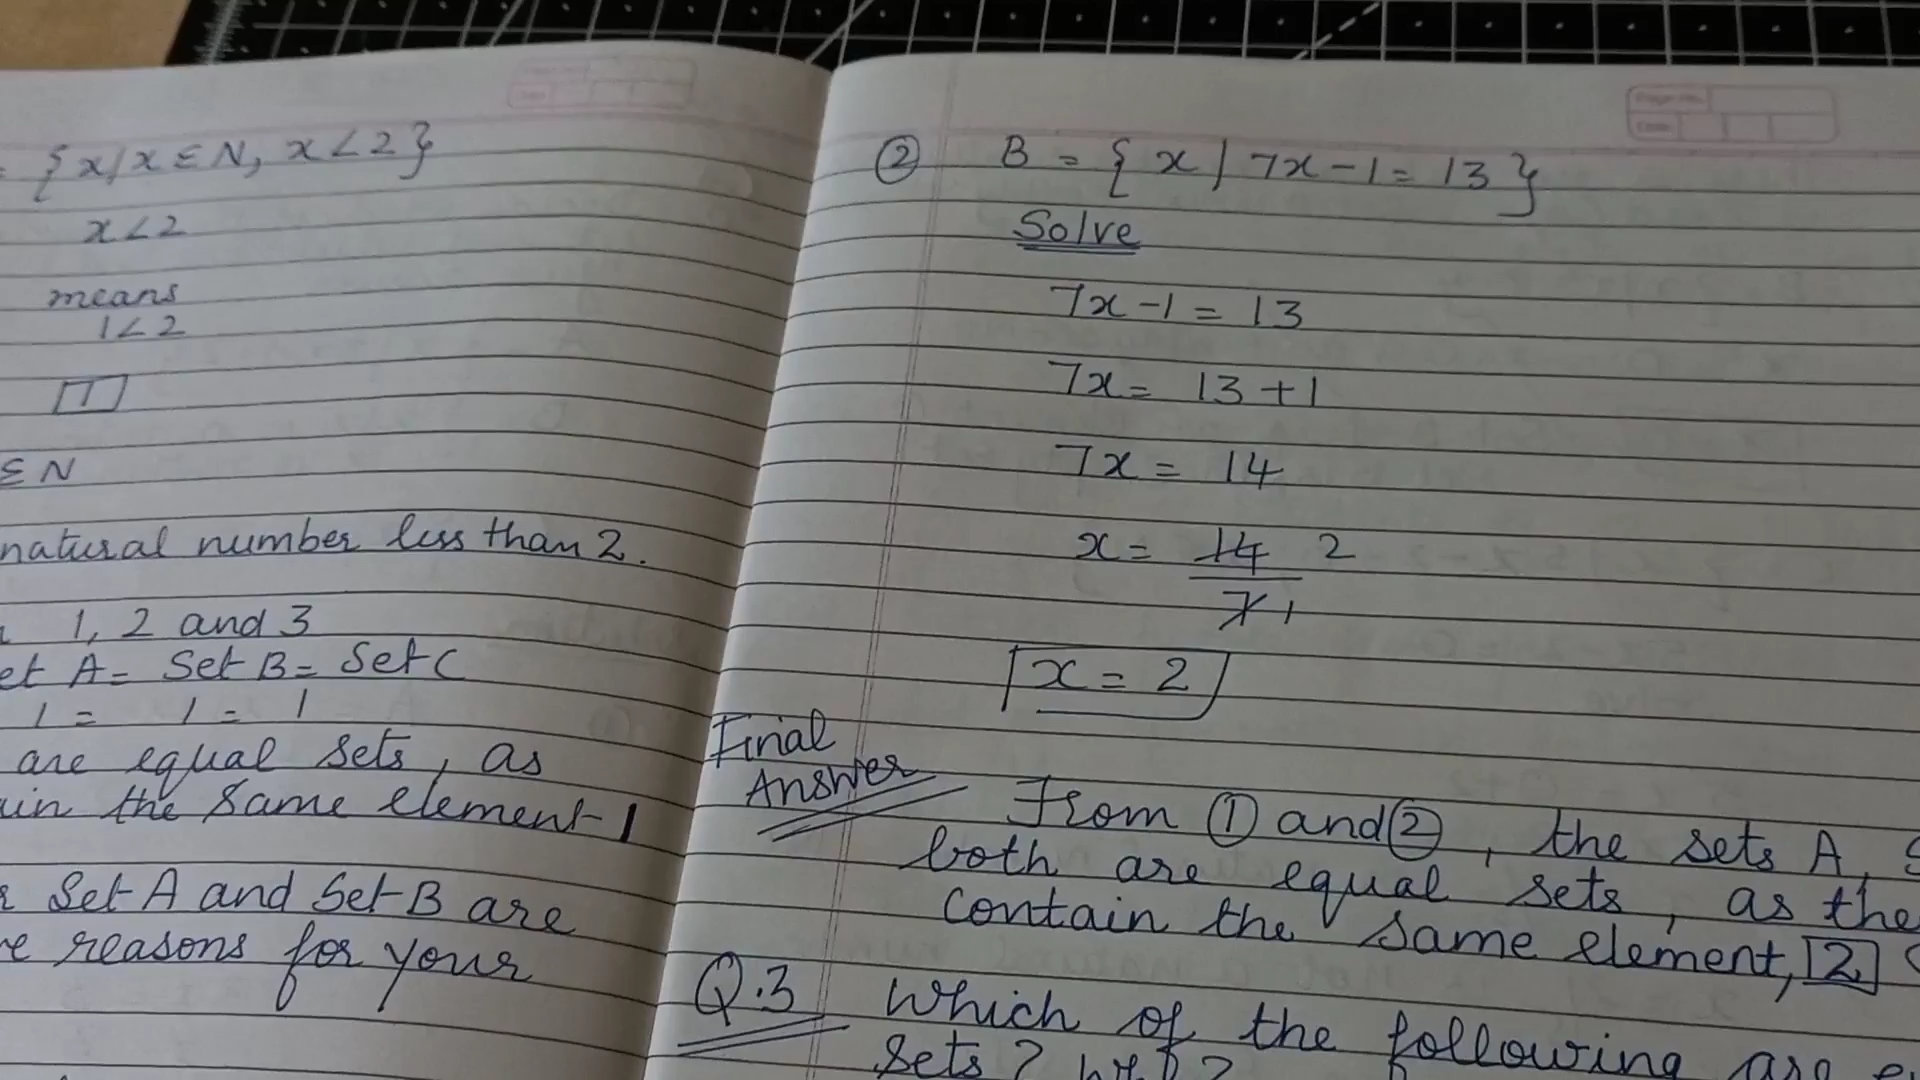 = {x/x ∈ N, x < 2}
x < 2
means
1 < 2
1
∈ N
natural number less than 2.
1, 2 and 3
et A = Set B = Set C
1 = 1 = 1
are equal sets, as
in the same element 1
Set A and Set B are
reasons for your
② B = { x | 7x - 1 = 13 }
Solve
7x - 1 = 13
7x = 13 + 1
7x = 14
x = 14 2
7 1
x = 2
Final
Answer
From ① and ②, the sets A,
both are equal sets, as the
contain the same element, 2
Q.3 Which of the following are
sets?